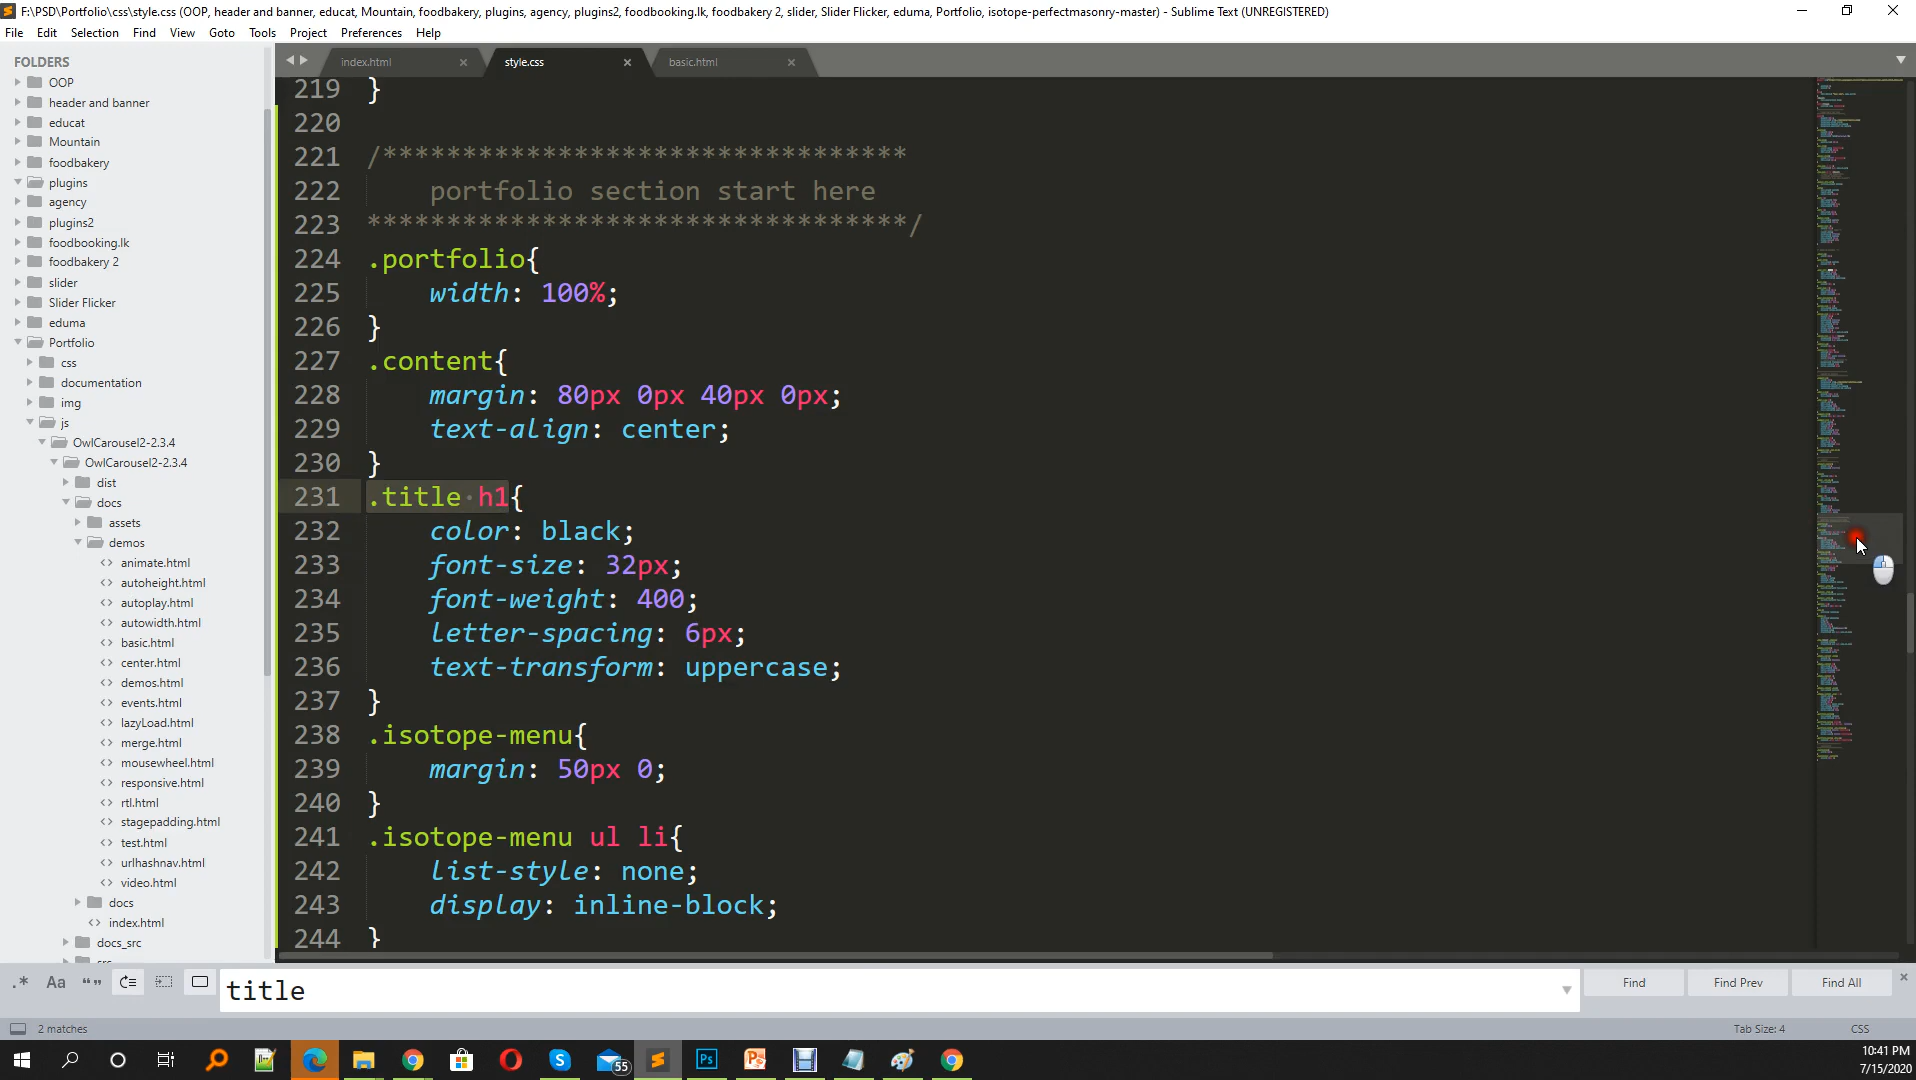 F:\PSD\Portfolio\css\style.css (OOP, header and banner, educat, Mountain, foodbakery, plugins, agency, plugins2, foodbooking.lk, foodbakery 2, slider, Slider Flicker, eduma, Portfolio, isotope-perfectmasonry-master) - Sublime Text (UNREGISTERED)
File Edit Selection Find View Goto Tools Project Preferences Help
FOLDERS
OOP
header and banner
educat
Mountain
foodbakery
plugins
agency
plugins2
foodbooking.lk
foodbakery 2
slider
Slider Flicker
eduma
Portfolio
css
documentation
img
js
OwlCarousel2-2.3.4
OwlCarousel2-2.3.4
dist
docs
assets
demos
animate.html
autoheight.html
autoplay.html
autowidth.html
basic.html
center.html
demos.html
events.html
lazyLoad.html
merge.html
mousewheel.html
responsive.html
rtl.html
stagepadding.html
test.html
urlhashnav.html
video.html
docs
index.html
docs_src
src
index.html style.css basic.html
219 }
220
221 /*********************************
222 portfolio section start here
223 **********************************/
224 .portfolio{
225 width: 100%;
226 }
227 .content{
228 margin: 80px 0px 40px 0px;
229 text-align: center;
230 }
231 .title h1{
232 color: black;
233 font-size: 32px;
234 font-weight: 400;
235 letter-spacing: 6px;
236 text-transform: uppercase;
237 }
238 .isotope-menu{
239 margin: 50px 0;
240 }
241 .isotope-menu ul li{
242 list-style: none;
243 display: inline-block;
244 }
.* Aa “” title Find Find Prev Find All
2 matches Tab Size: 4 CSS
55
Ps
10:41 PM
7/15/2020